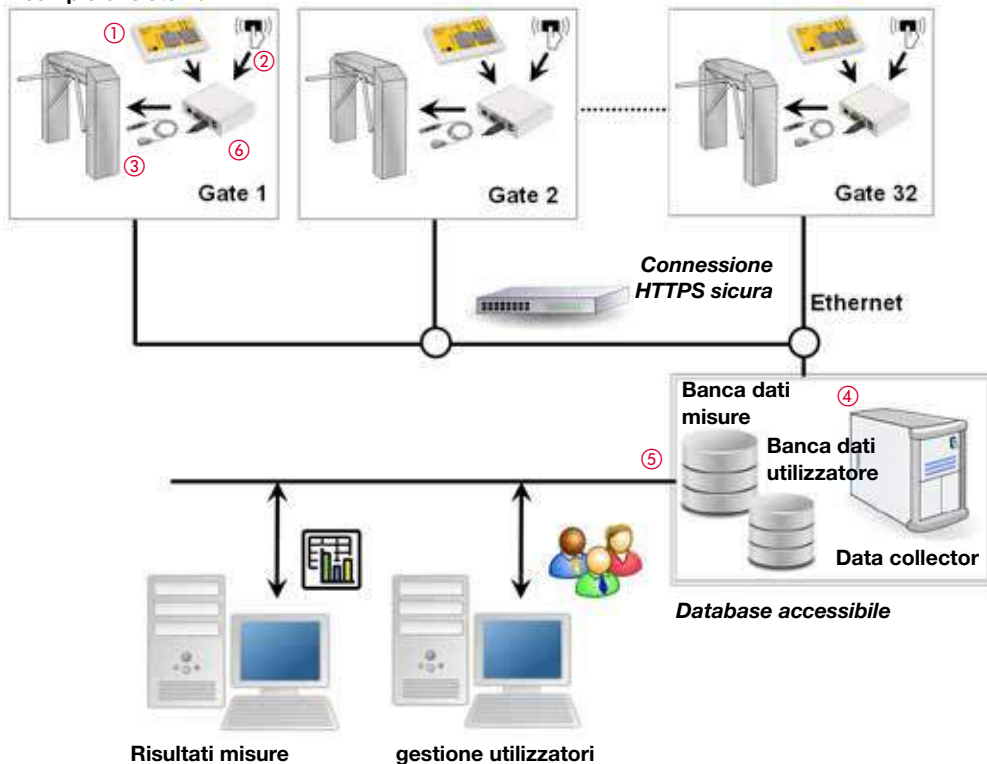 ①
②
③
⑥
Gate 1
Gate 2
Gate 32
Connessione
HTTPS sicura
Ethernet
Banca dati
misure
④
⑤
Banca dati
utilizzatore
Data collector
Database accessibile
Risultati misure
gestione utilizzatori